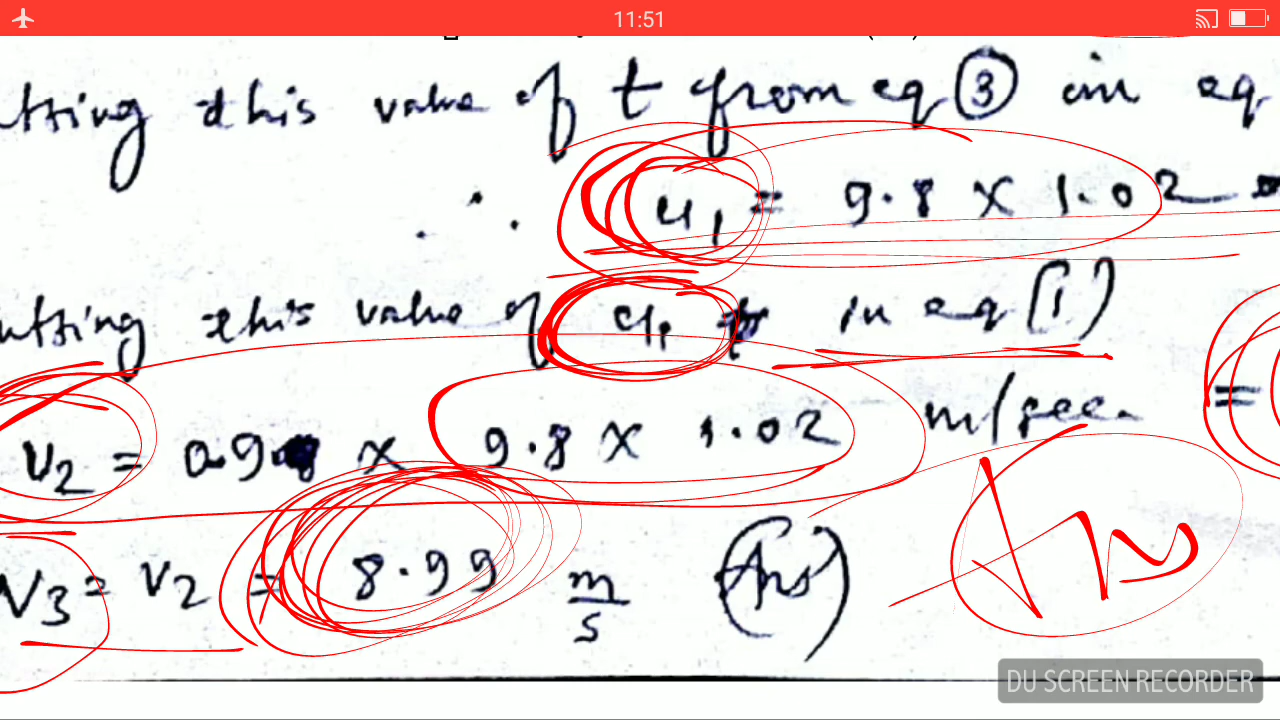 11:51
utting this value of t from eq ③ in eq
∴ u₁ = 9.8 × 1.02
utting this value of u₁ in eq (1)
v₂ = 0.9 × 9.8 × 1.02 m/sec. =
V₃ = v₂ = 8.99 m/s (Ans)
DU SCREEN RECORDER